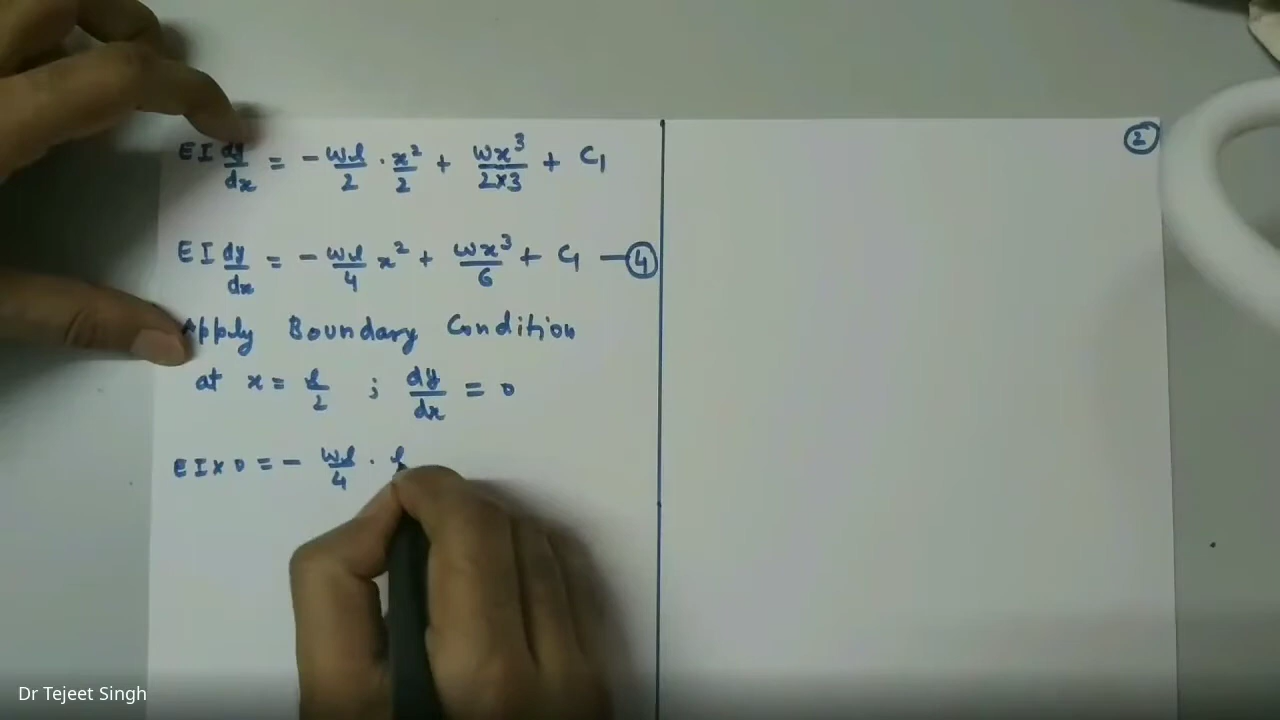 ②
EI dy/dx = - wl/2 · x²/2 + wx³/2×3 + C₁
EI dy/dx = - wl/4 x² + wx³/6 + C₁ — ④
Apply Boundary Condition
at x = l/2 ; dy/dx = 0
EI × 0 = - wl/4 · l
Dr Tejeet Singh